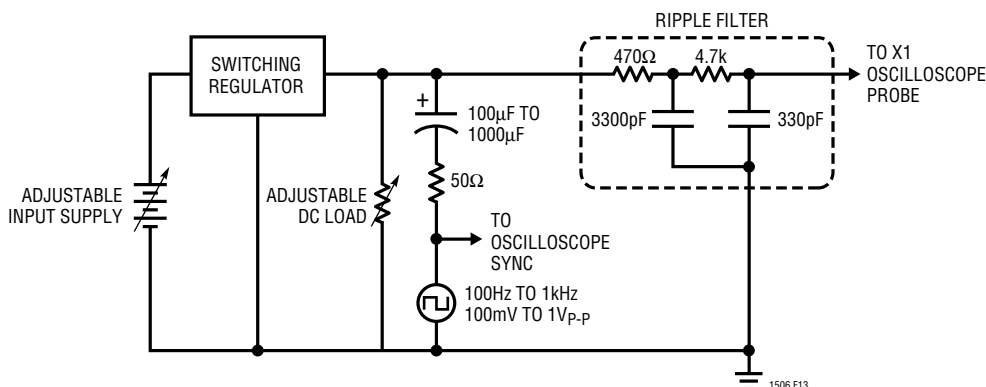 RIPPLE FILTER
SWITCHING
REGULATOR
470Ω
4.7k
TO X1
OSCILLOSCOPE
PROBE
+
100µF TO
1000µF
3300pF
330pF
ADJUSTABLE
INPUT SUPPLY
ADJUSTABLE
DC LOAD
50Ω
TO
OSCILLOSCOPE
SYNC
100Hz TO 1kHz
100mV TO 1VP-P
1506 F13